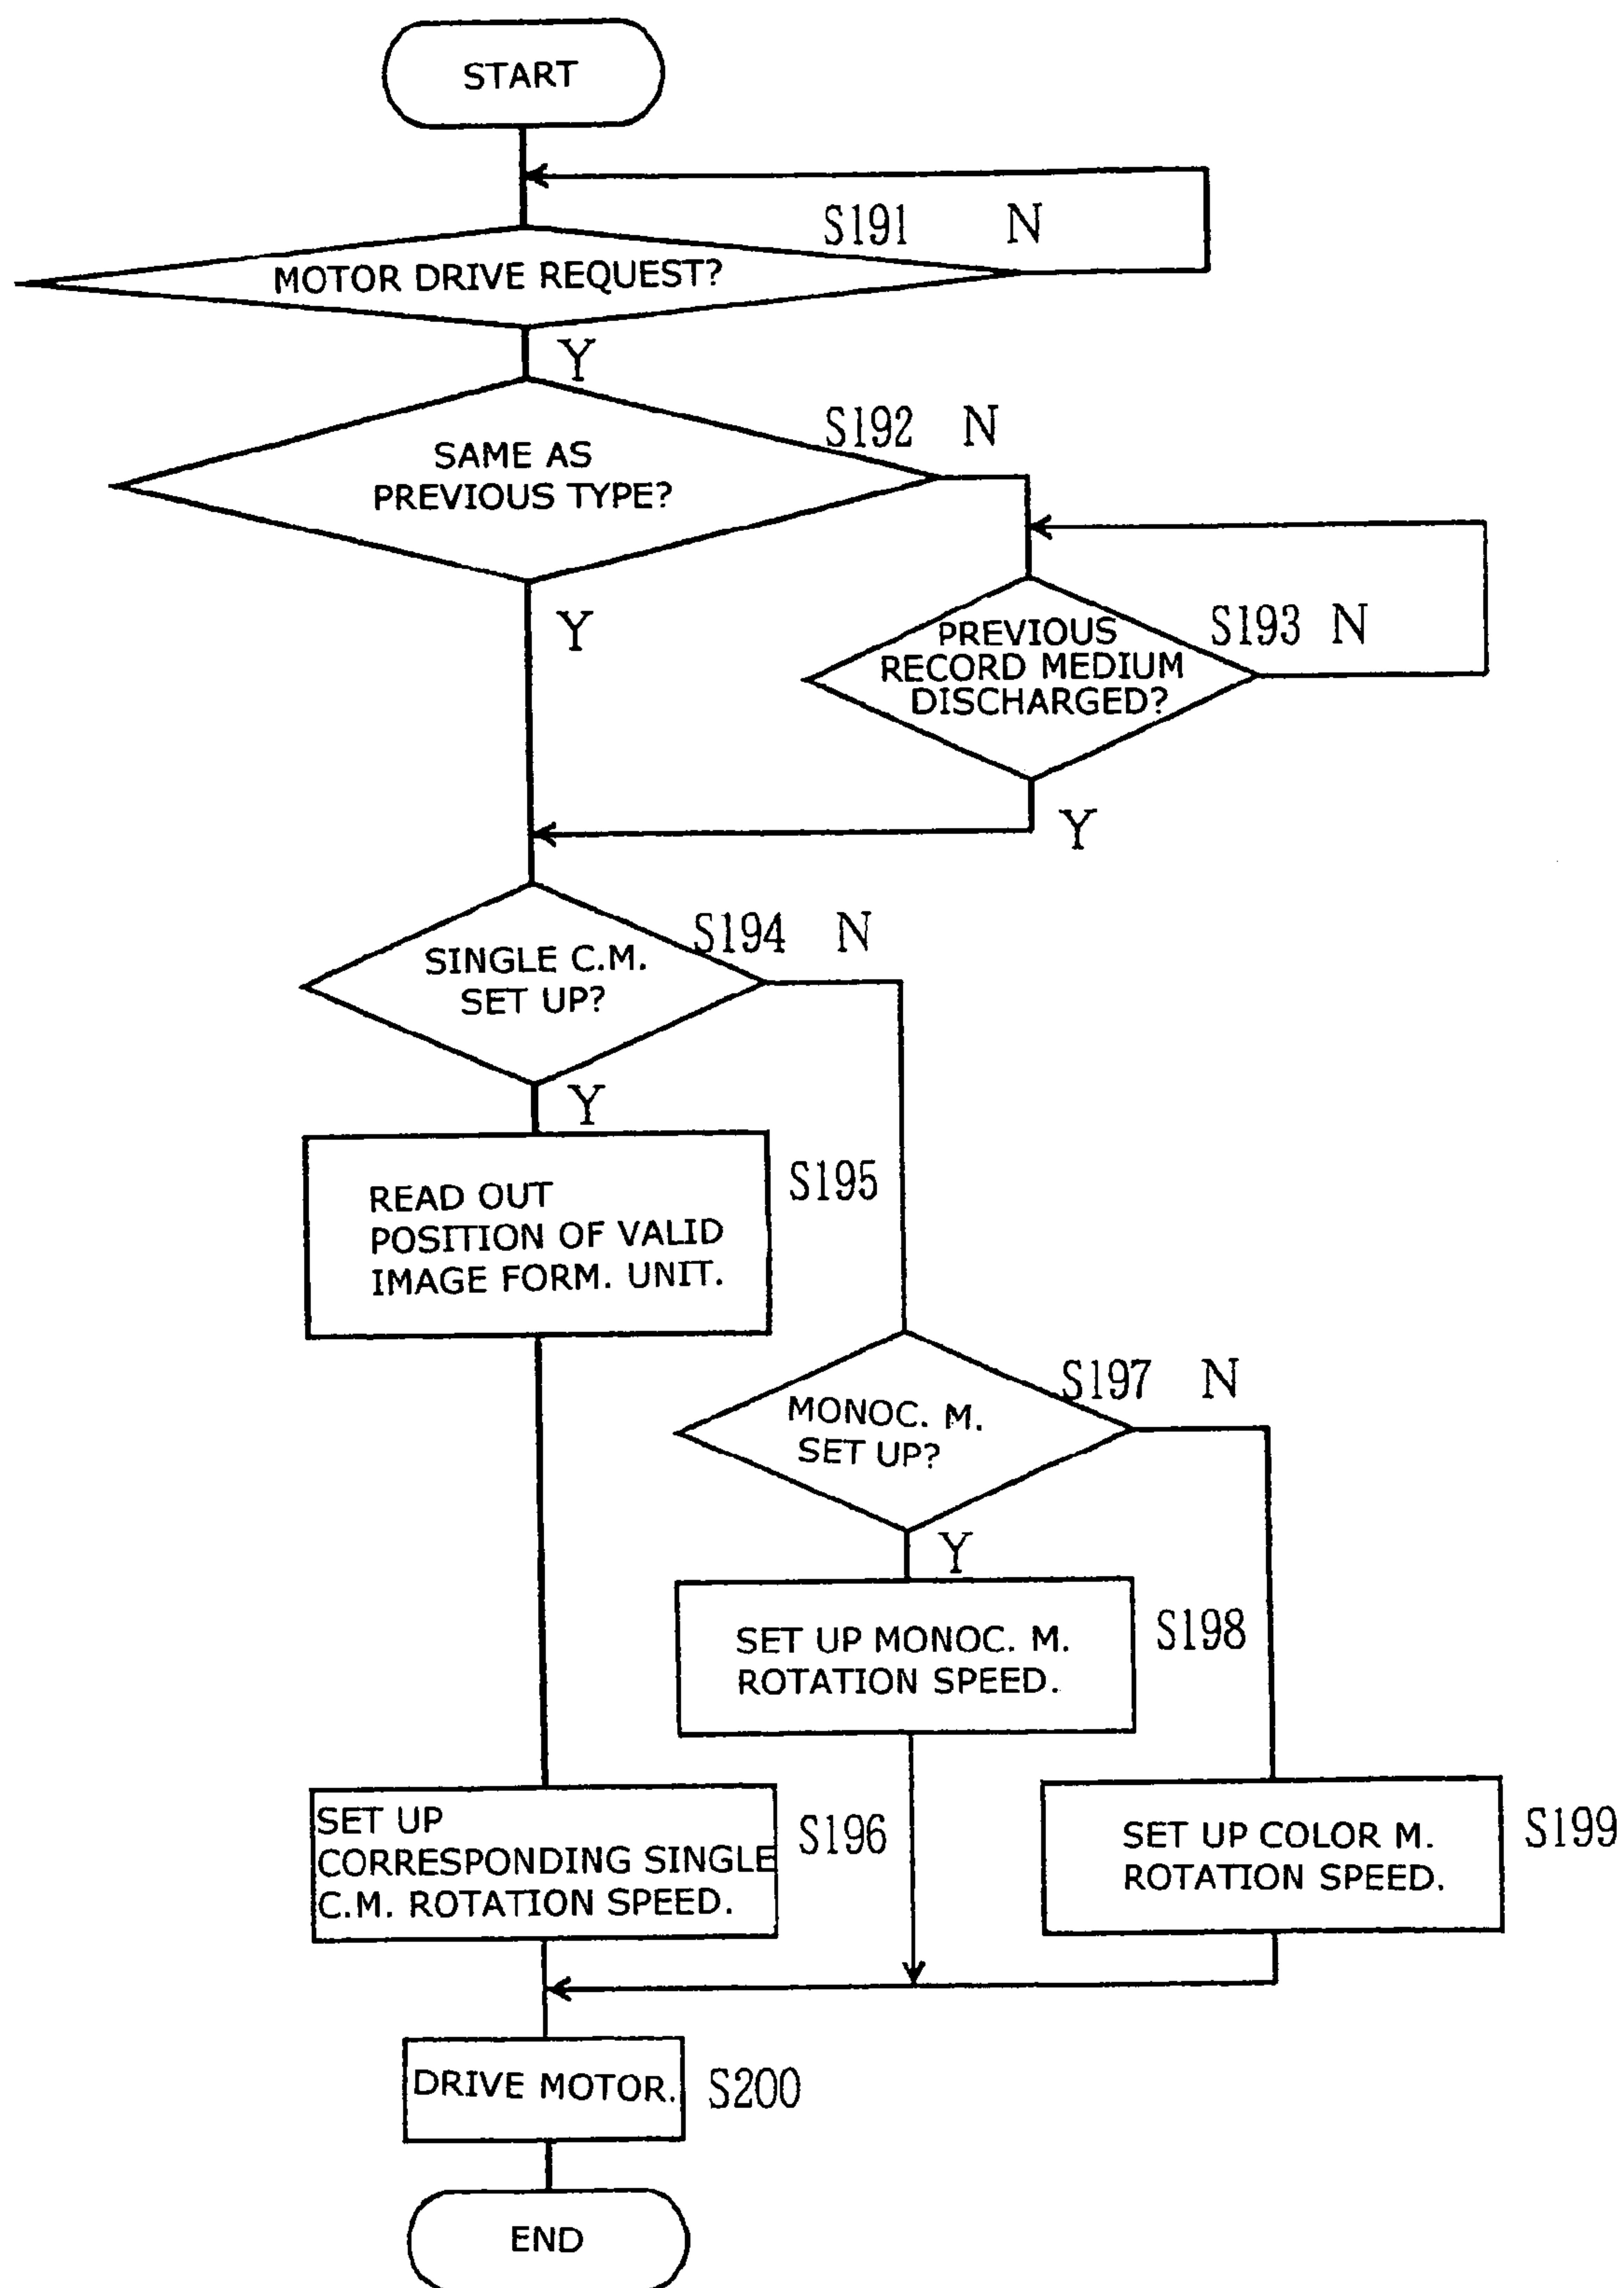 START
S191 N
MOTOR DRIVE REQUEST?
Y
S192 N
SAME AS
PREVIOUS TYPE?
Y
S193 N
PREVIOUS
RECORD MEDIUM
DISCHARGED?
Y
S194 N
SINGLE C.M.
SET UP?
Y
S195
READ OUT
POSITION OF VALID
IMAGE FORM. UNIT.
S197 N
MONOC. M.
SET UP?
Y
S198
SET UP MONOC. M.
ROTATION SPEED.
SET UP
CORRESPONDING SINGLE
C.M. ROTATION SPEED.
S196
SET UP COLOR M.
ROTATION SPEED.
S199
DRIVE MOTOR.
S200
END